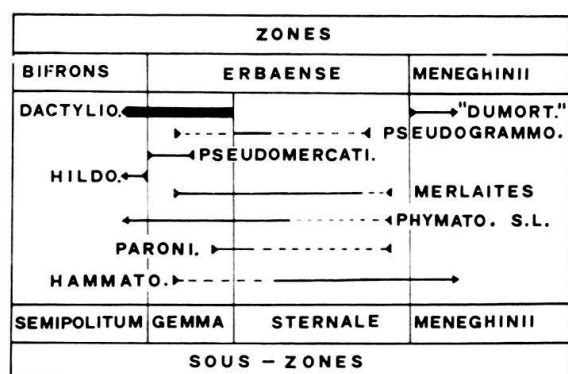 ZONES
BIFRONS ERBAENSE MENEGHINII
DACTYLIO. "DUMORT."
PSEUDOGRAMMO.
PSEUDOMERCATI.
HILDO.
MERLAITES
PHYMATO. S.L.
PARONI.
HAMMATO.
SEMIPOLITUM GEMMA STERNALE MENEGHINII
SOUS-ZONES